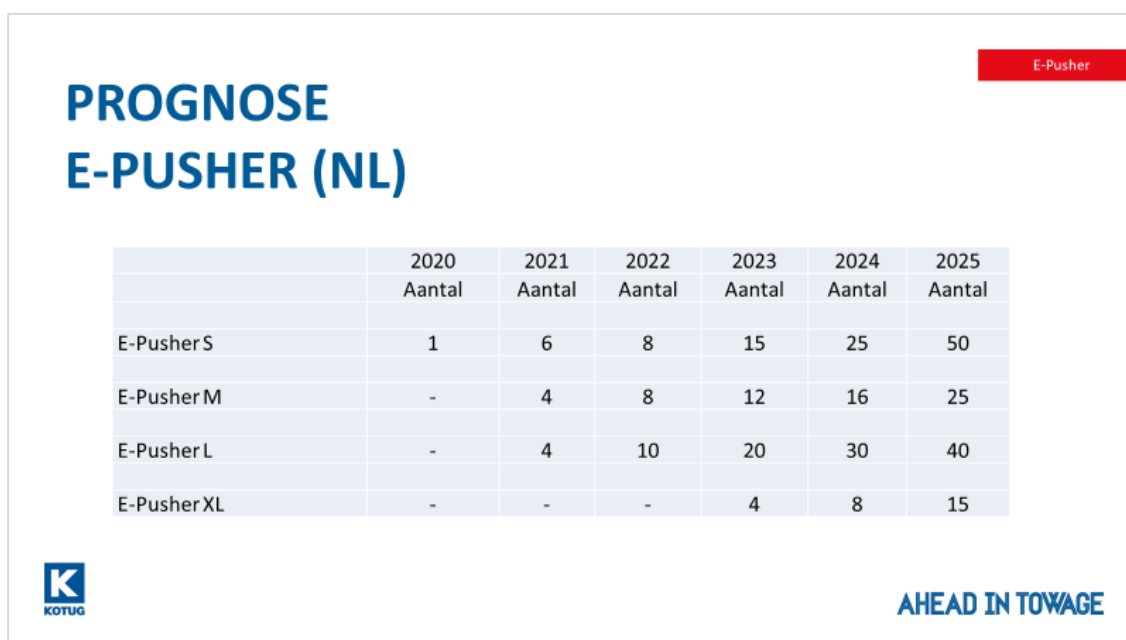 E-Pusher
PROGNOSE
E-PUSHER (NL)
2020 2021 2022 2023 2024 2025
Aantal Aantal Aantal Aantal Aantal Aantal
E-Pusher S 1 6 8 15 25 50
E-Pusher M - 4 8 12 16 25
E-Pusher L - 4 10 20 30 40
E-Pusher XL - - - 4 8 15
K
KOTUG
AHEAD IN TOWAGE